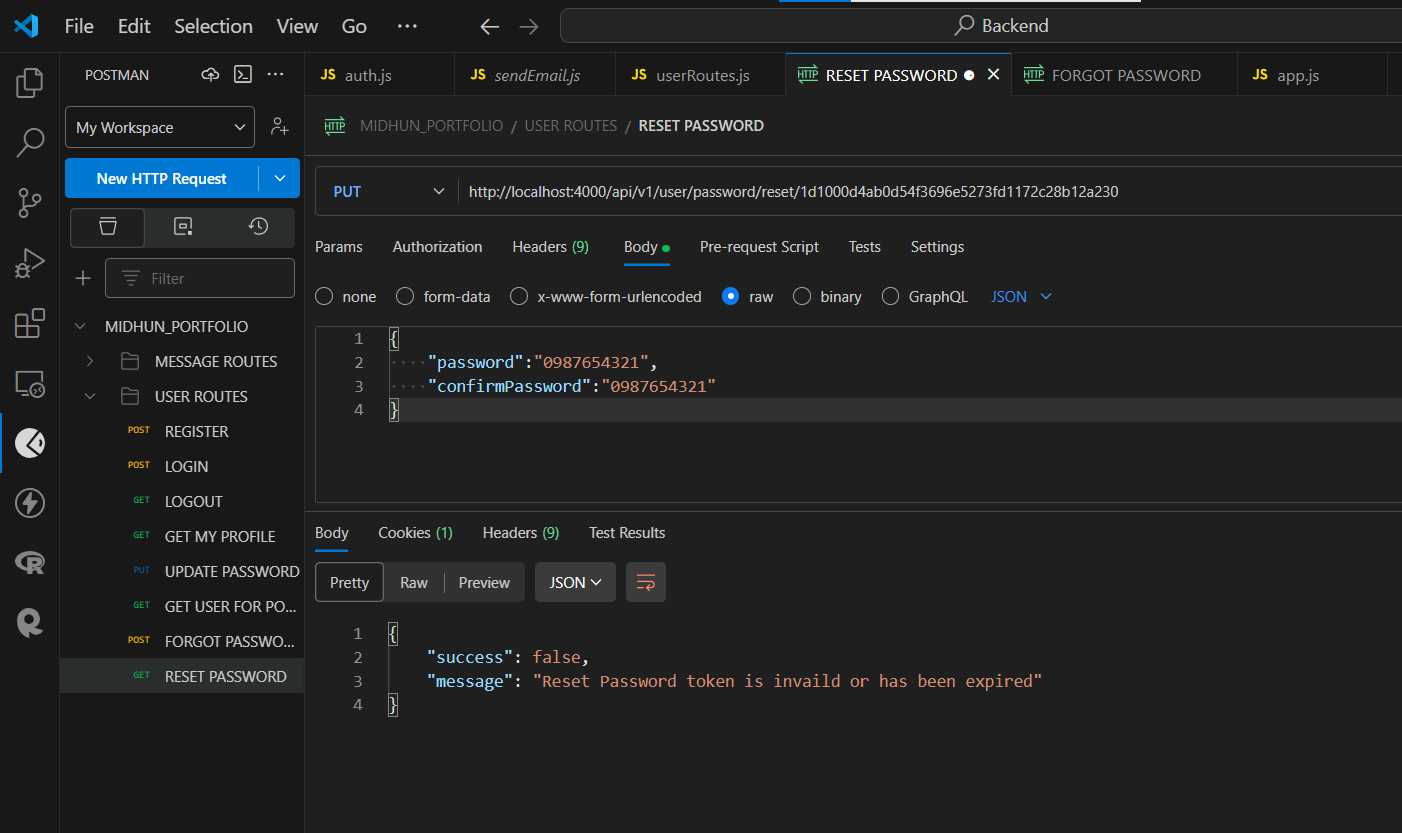 File Edit Selection View Go ··· ← → Backend
POSTMAN ···
JS auth.js JS sendEmail.js JS userRoutes.js HTTP RESET PASSWORD ● × HTTP FORGOT PASSWORD JS app.js
My Workspace
HTTP MIDHUN_PORTFOLIO / USER ROUTES / RESET PASSWORD
New HTTP Request
PUT http://localhost:4000/api/v1/user/password/reset/1d1000d4ab0d54f3696e5273fd1172c28b12a230
Params Authorization Headers (9) Body Pre-request Script Tests Settings
Filter
none form-data x-www-form-urlencoded raw binary GraphQL JSON
MIDHUN_PORTFOLIO
MESSAGE ROUTES
USER ROUTES
POST REGISTER
POST LOGIN
GET LOGOUT
GET GET MY PROFILE
PUT UPDATE PASSWORD
GET GET USER FOR PO...
POST FORGOT PASSWO...
GET RESET PASSWORD
1 {
2 ····"password":"0987654321",
3 ····"confirmPassword":"0987654321"
4 }
Body Cookies (1) Headers (9) Test Results
Pretty Raw Preview JSON
1 {
2 "success": false,
3 "message": "Reset Password token is invaild or has been expired"
4 }